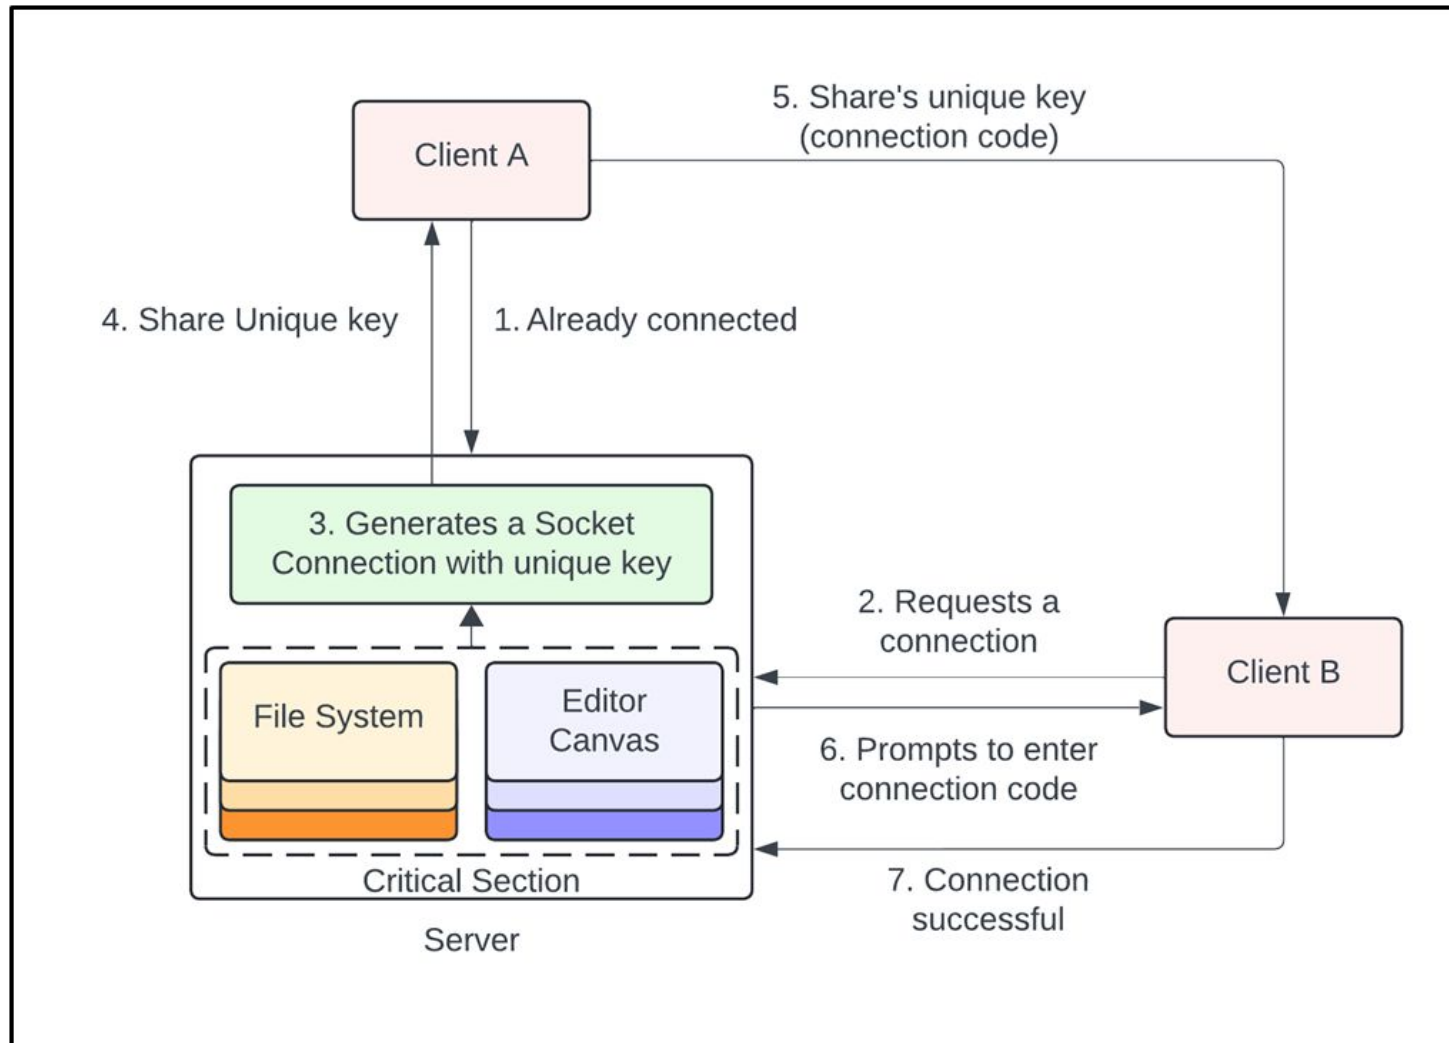 5. Share's unique key
(connection code)
Client A
4. Share Unique key
1. Already connected
3. Generates a Socket
Connection with unique key
2. Requests a
connection
Client B
File System
Editor
Canvas
6. Prompts to enter
connection code
Critical Section
7. Connection
successful
Server